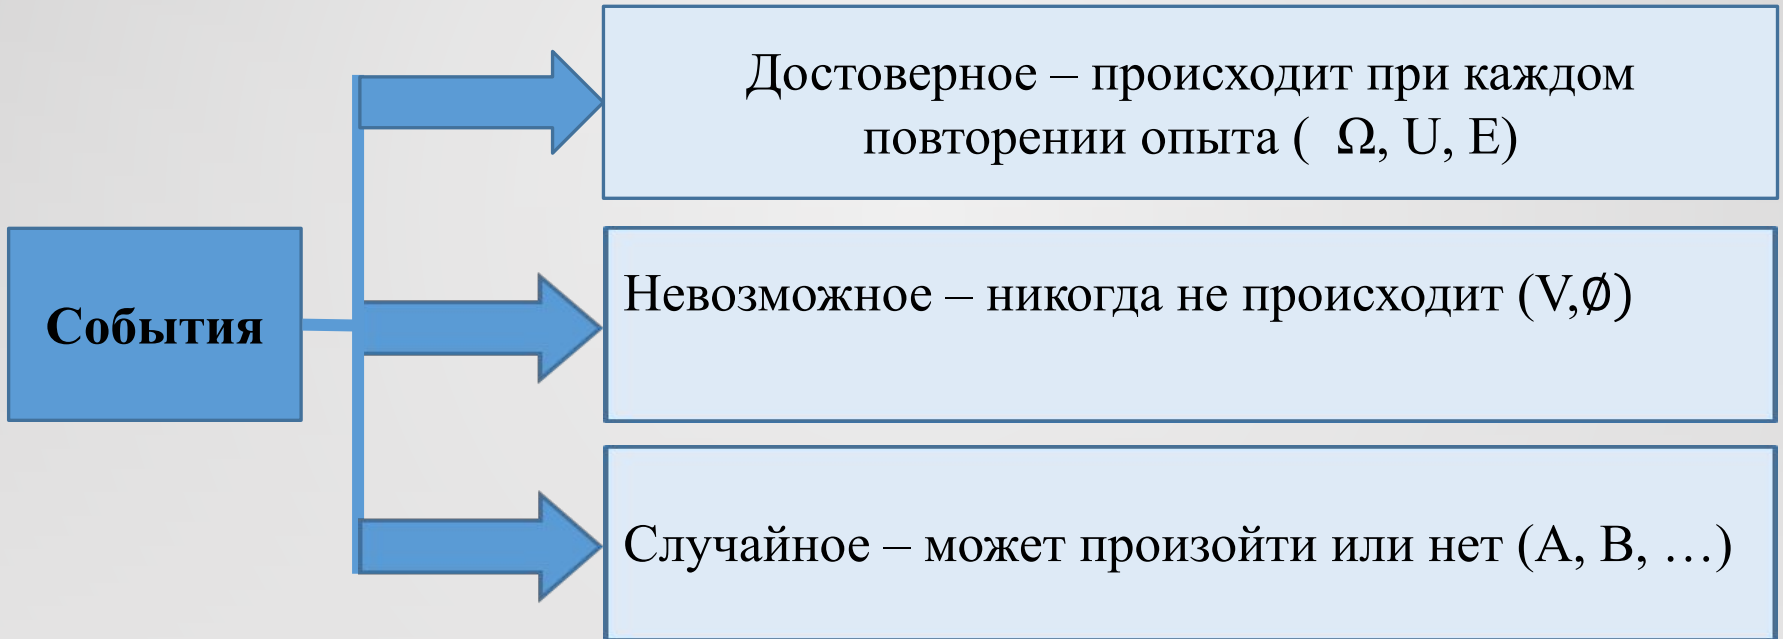 Достоверное – происходит при каждом
повторении опыта ( Ω, U, E)
События
Невозможное – никогда не происходит (V,∅)
Случайное – может произойти или нет (A, B, …)